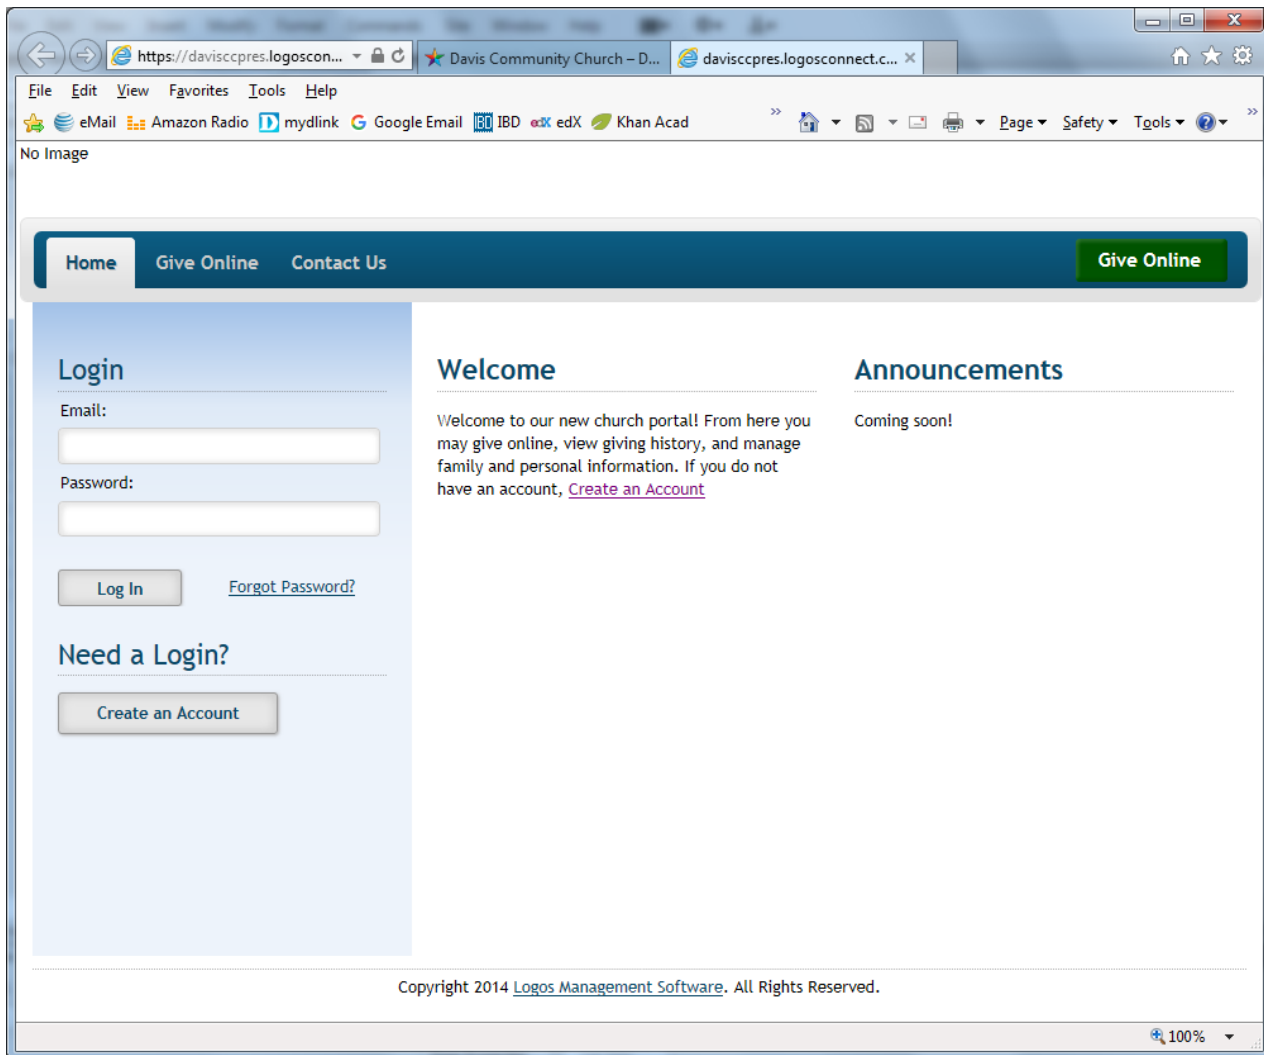 https://davisccpres.logoscon...
Davis Community Church – D...
davisccpres.logosconnect.c...
File Edit View Favorites Tools Help
eMail Amazon Radio mydlink Google Email IBD edX Khan Acad
Page Safety Tools
No Image
Home Give Online Contact Us
Give Online
Login
Email:
Password:
Log In Forgot Password?
Need a Login?
Create an Account
Welcome
Welcome to our new church portal! From here you
may give online, view giving history, and manage
family and personal information. If you do not
have an account, Create an Account
Announcements
Coming soon!
Copyright 2014 Logos Management Software. All Rights Reserved.
100%